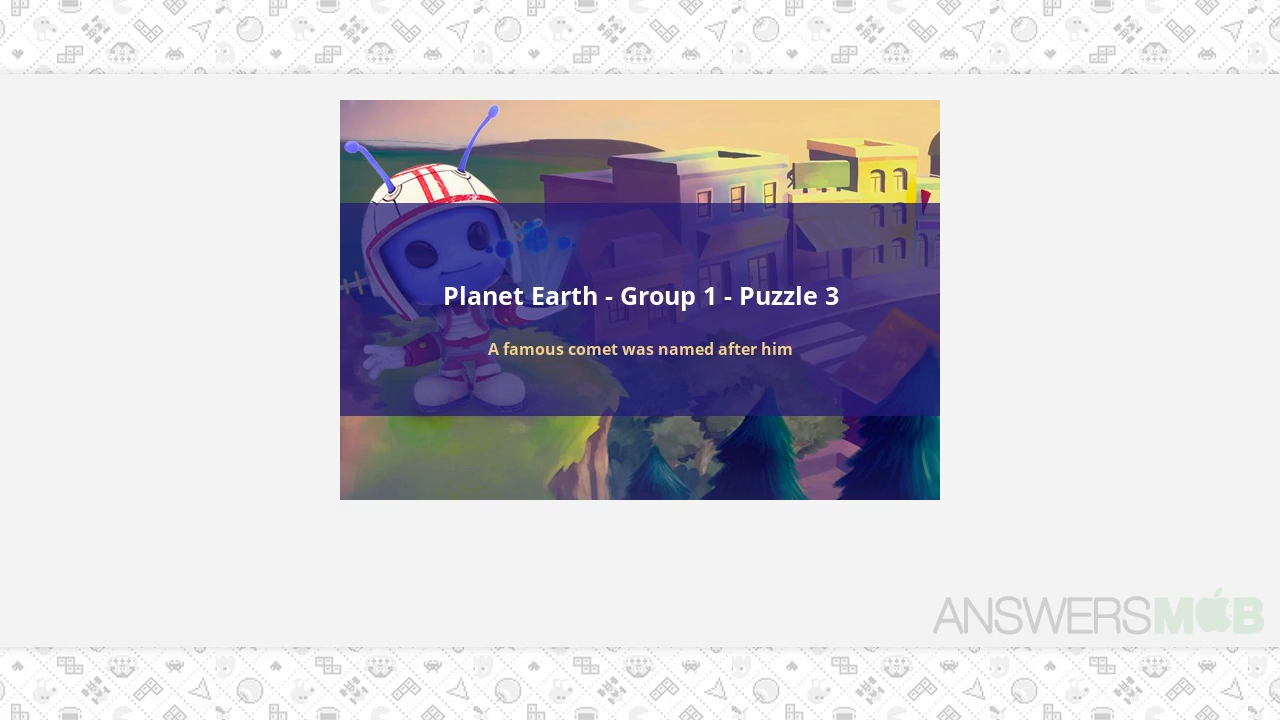 Planet Earth - Group 1 - Puzzle 3
A famous comet was named after him
ANSWERSMOB